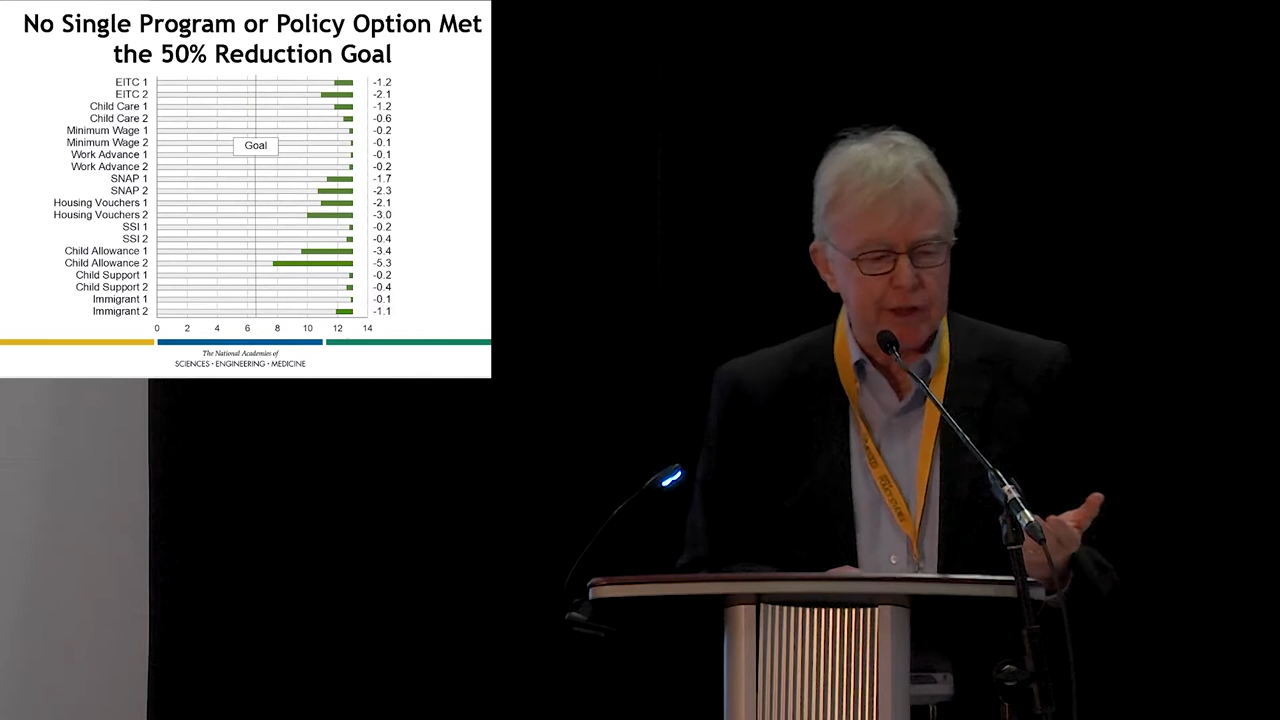 No Single Program or Policy Option Met
the 50% Reduction Goal
EITC 1 -1.2
EITC 2 -2.1
Child Care 1 -1.2
Child Care 2 -0.6
Minimum Wage 1 -0.2
Minimum Wage 2 -0.1
Goal
Work Advance 1 -0.1
Work Advance 2 -0.2
SNAP 1 -1.7
SNAP 2 -2.3
Housing Vouchers 1 -2.1
Housing Vouchers 2 -3.0
SSI 1 -0.2
SSI 2 -0.4
Child Allowance 1 -3.4
Child Allowance 2 -5.3
Child Support 1 -0.2
Child Support 2 -0.4
Immigrant 1 -0.1
Immigrant 2 -1.1
0 2 4 6 8 10 12 14
The National Academies of
SCIENCES • ENGINEERING • MEDICINE